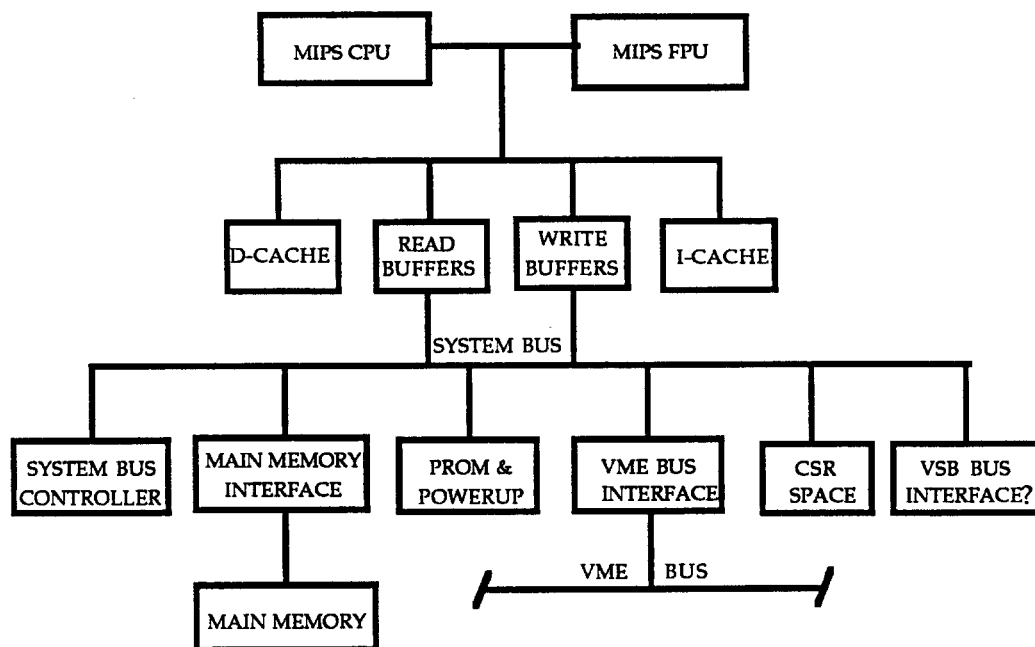 MIPS CPU
MIPS FPU
D-CACHE
READ
BUFFERS
WRITE
BUFFERS
I-CACHE
SYSTEM BUS
SYSTEM BUS
CONTROLLER
MAIN MEMORY
INTERFACE
PROM &
POWERUP
VME BUS
INTERFACE
CSR
SPACE
VSB BUS
INTERFACE?
VME BUS
MAIN MEMORY